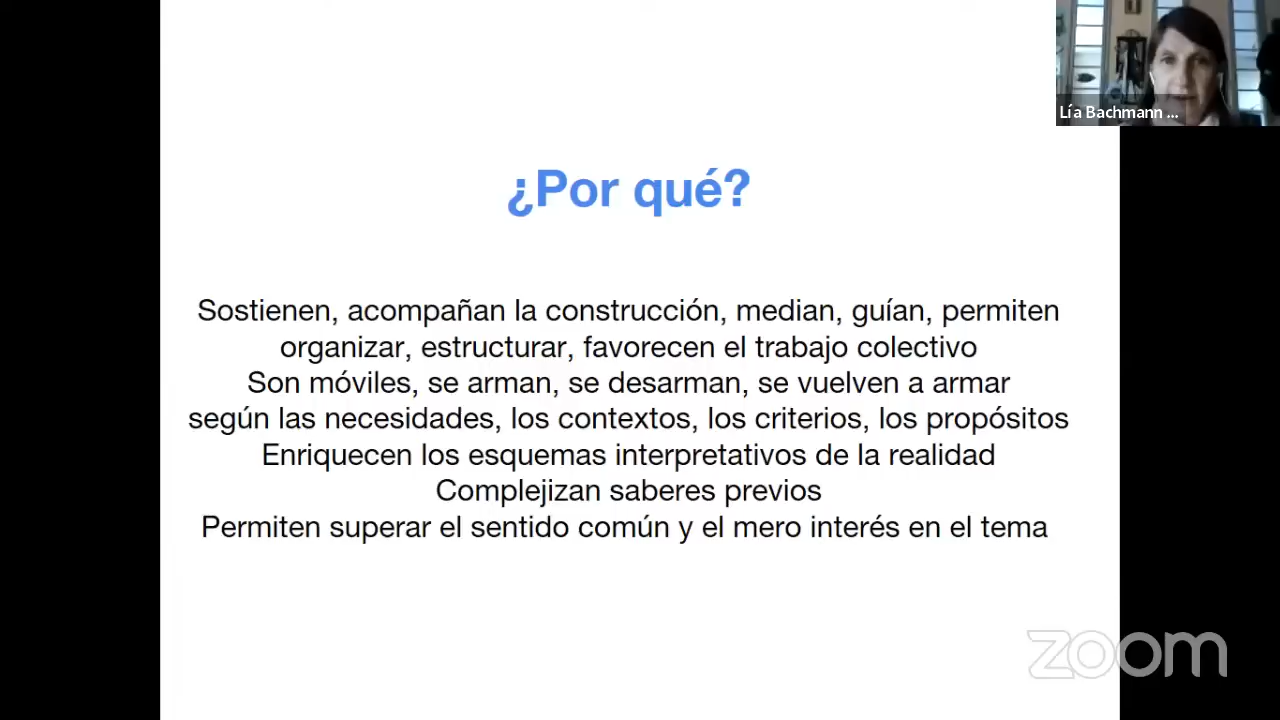 Lía Bachmann ...
¿Por qué?
Sostienen, acompañan la construcción, median, guían, permiten
organizar, estructurar, favorecen el trabajo colectivo
Son móviles, se arman, se desarman, se vuelven a armar
según las necesidades, los contextos, los criterios, los propósitos
Enriquecen los esquemas interpretativos de la realidad
Complejizan saberes previos
Permiten superar el sentido común y el mero interés en el tema
zoom